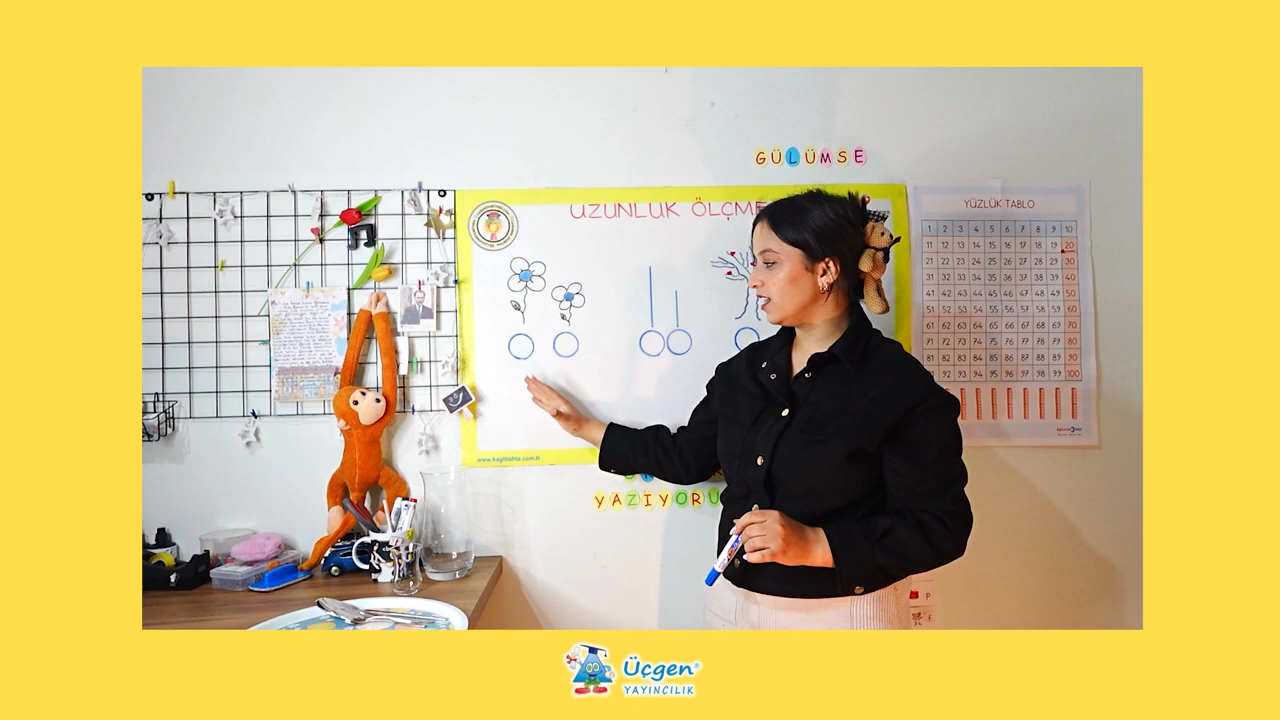 GÜLÜMSE
UZUNLUK ÖLÇME
YÜZLÜK TABLO
1 2 3 4 5 6 7 8 9 10
11 12 13 14 15 16 17 18 19 20
21 22 23 24 25 26 27 28 29 30
31 32 33 34 35 36 37 38 39 40
41 42 43 44 45 46 47 48 49 50
51 52 53 54 55 56 57 58 59 60
61 62 63 64 65 66 67 68 69 70
71 72 73 74 75 76 77 78 79 80
81 82 83 84 85 86 87 88 89 90
92 93 94 95 96 97 98 99 100
www.kagittahta.com.tr
YAZIYORU
p
f
Üçgen
YAYINCILIK